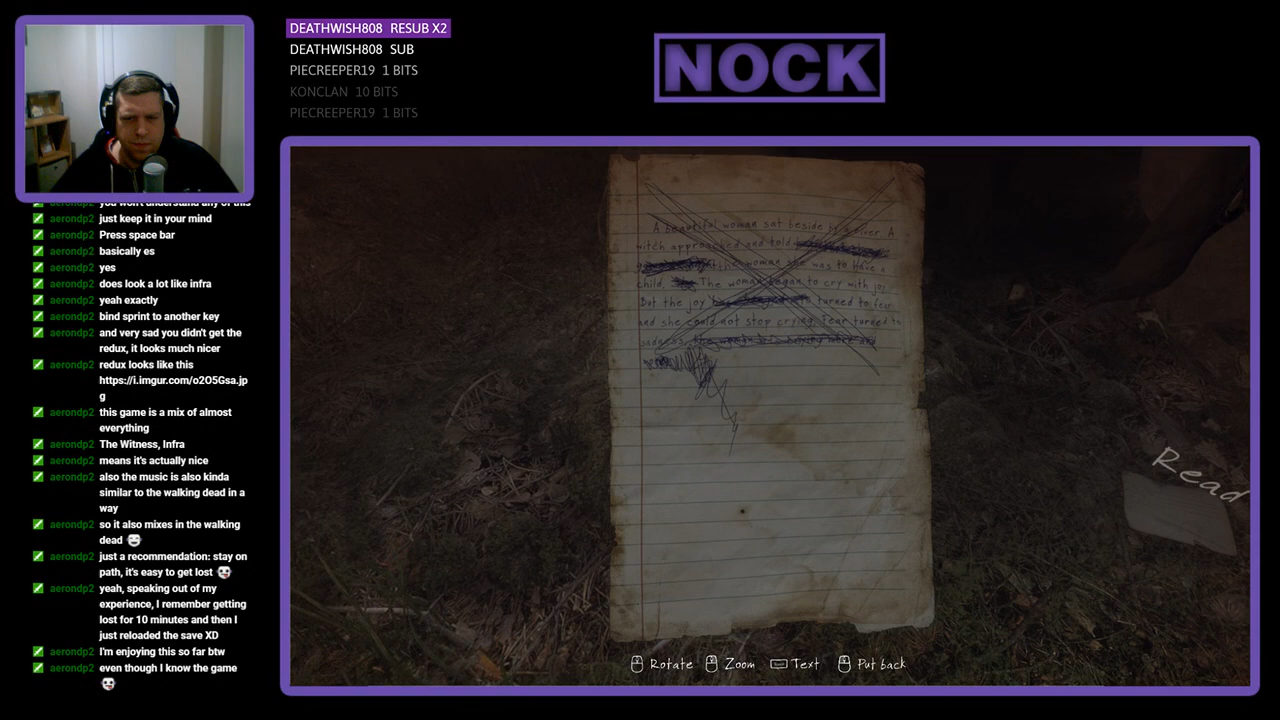 DEATHWISH808 RESUB X2
DEATHWISH808 SUB
PIECREEPER19 1 BITS
KONCLAN 10 BITS
PIECREEPER19 1 BITS
NOCK
aerondp2 you won't understand any of this
aerondp2 just keep it in your mind
aerondp2 Press space bar
aerondp2 basically es
aerondp2 yes
aerondp2 does look a lot like infra
aerondp2 yeah exactly
aerondp2 bind sprint to another key
aerondp2 and very sad you didn't get the
redux, it looks much nicer
aerondp2 redux looks like this
https://i.imgur.com/o2O5Gsa.jp
g
aerondp2 this game is a mix of almost
everything
aerondp2 The Witness, Infra
aerondp2 means it's actually nice
aerondp2 also the music is also kinda
similar to the walking dead in a
way
aerondp2 so it also mixes in the walking
dead
aerondp2 just a recommendation: stay on
path, it's easy to get lost
aerondp2 yeah, speaking out of my
experience, I remember getting
lost for 10 minutes and then I
just reloaded the save XD
aerondp2 I'm enjoying this so far btw
aerondp2 even though I know the game
A beautiful woman sat beside a river. A
witch approached and told
woman she was to have a
child. The woman began to cry with joy
But the joy turned to fear
and she could not stop crying. Fear turned to
sadness.
Read
Rotate Zoom Text Put back